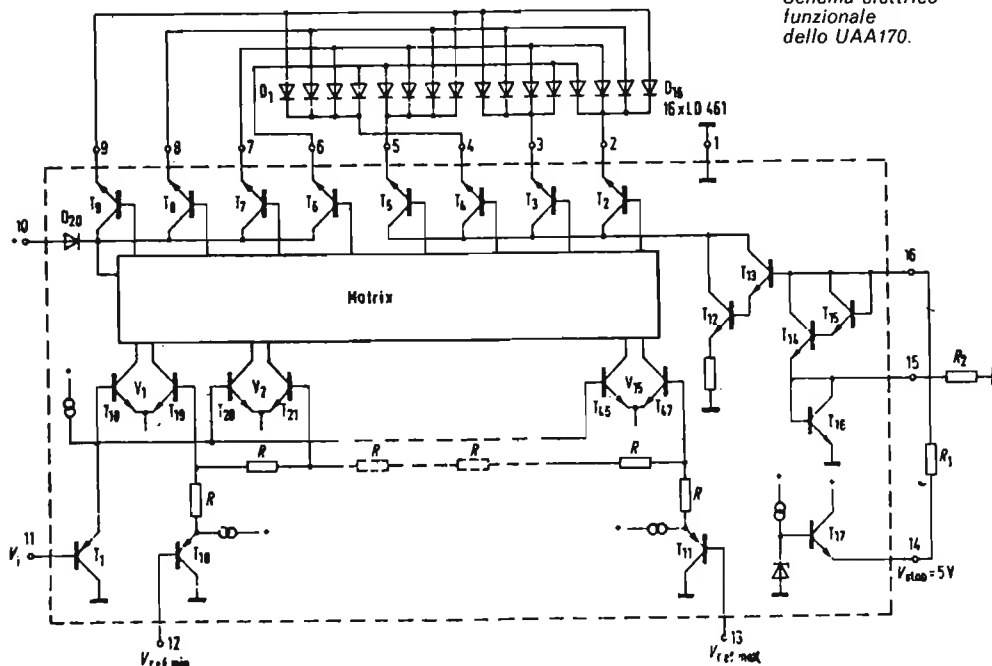 Schema elettrico
funzionale
dello UAA170.
D1
D16
16 x LD 461
9
8
7
6
5
4
3
2
1
10
D20
T9
T8
T7
T6
T5
T4
T3
T2
16
T13
Matrix
T12
T14
T15
15
R2
V1
V2
V15
T18
T19
T20
T21
T45
T47
T16
R
R
R
R
R1
R
R
11
Vi
T1
T10
T11
T17
14
Vstab = 5 V
12
Vref min
13
Vref max